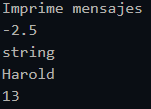 Imprime mensajes
-2.5
string
Harold
13